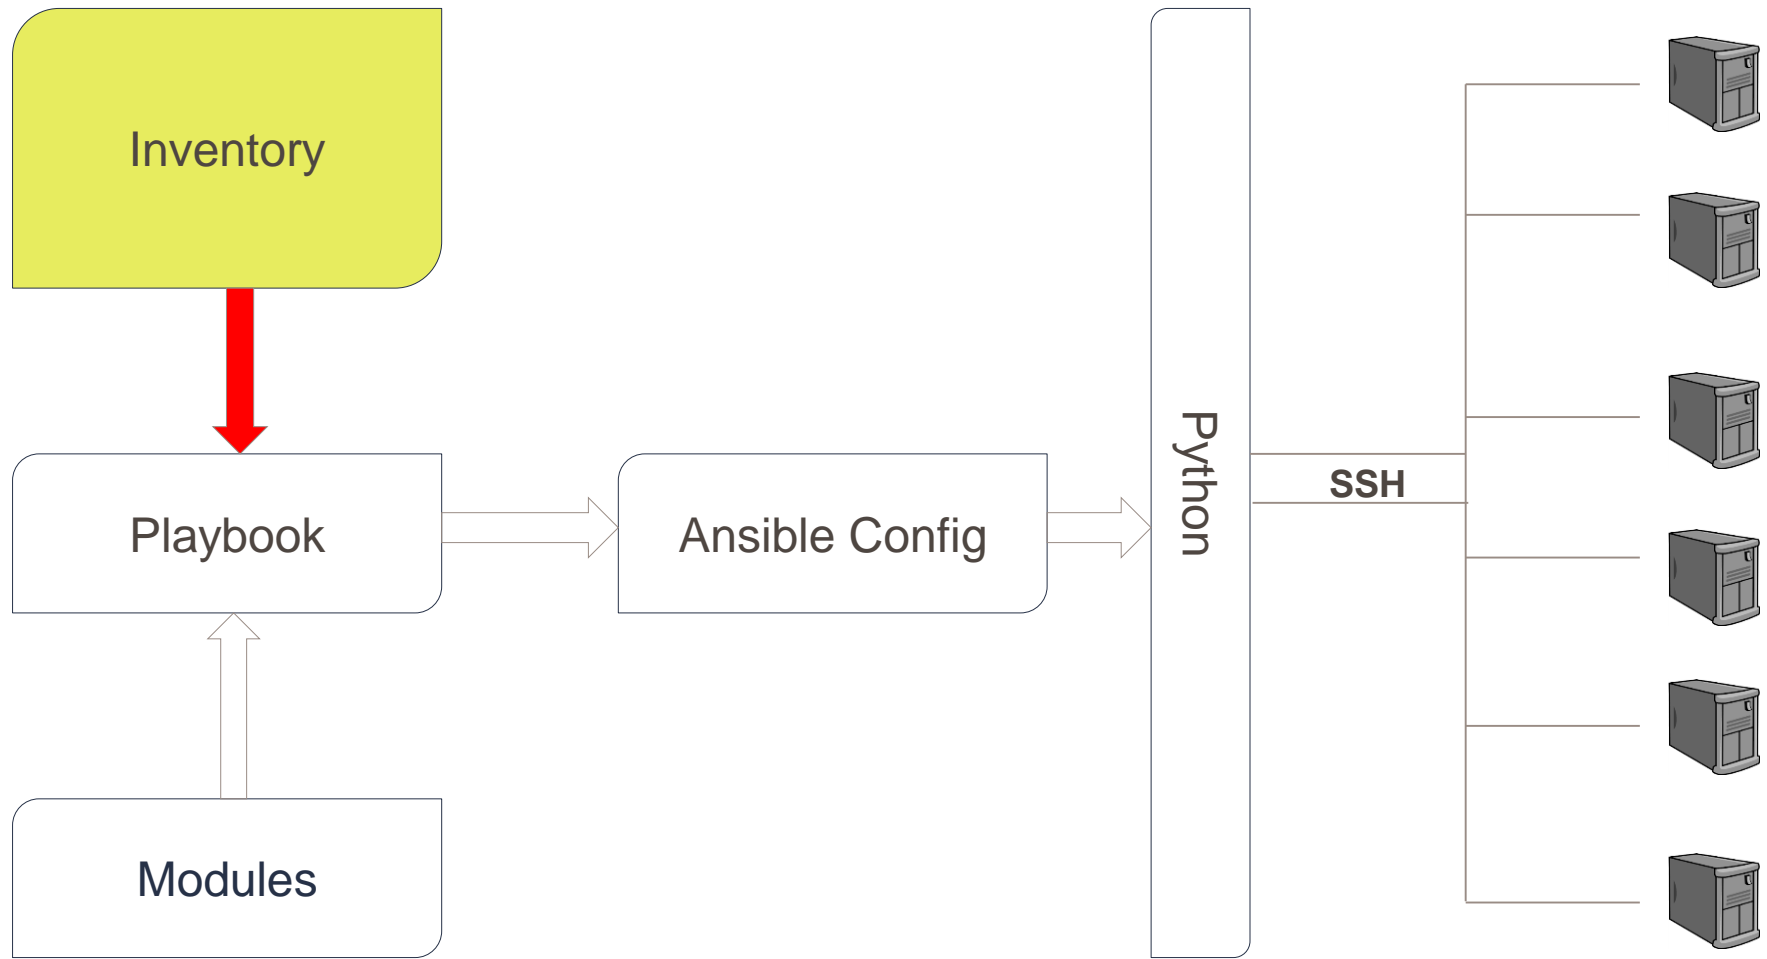 Inventory
Playbook
Ansible Config
Python
SSH
Modules